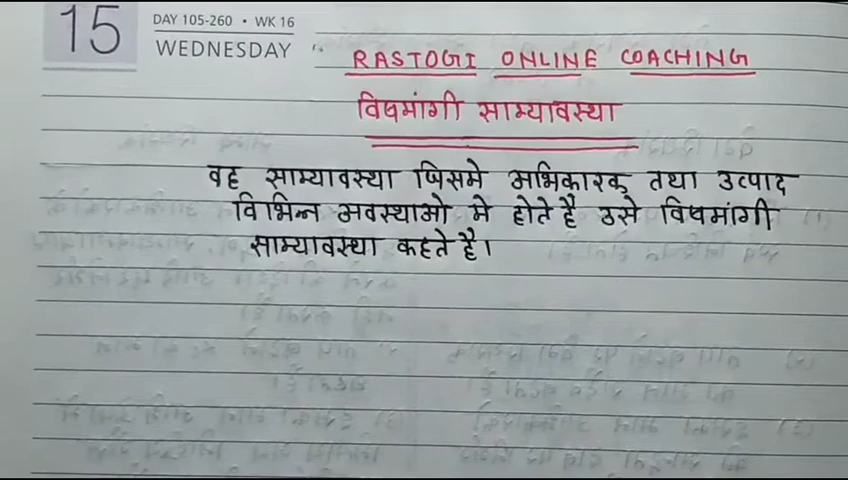 15
DAY 105-260 • WK 16
WEDNESDAY
RASTOGI ONLINE COACHING
विषमांगी साम्यावस्था
वह साम्यावस्था जिसमे अभिकारक तथा उत्पाद
विभिन्न अवस्थाओ मे होते है उसे विषमांगी
साम्यावस्था कहते है।